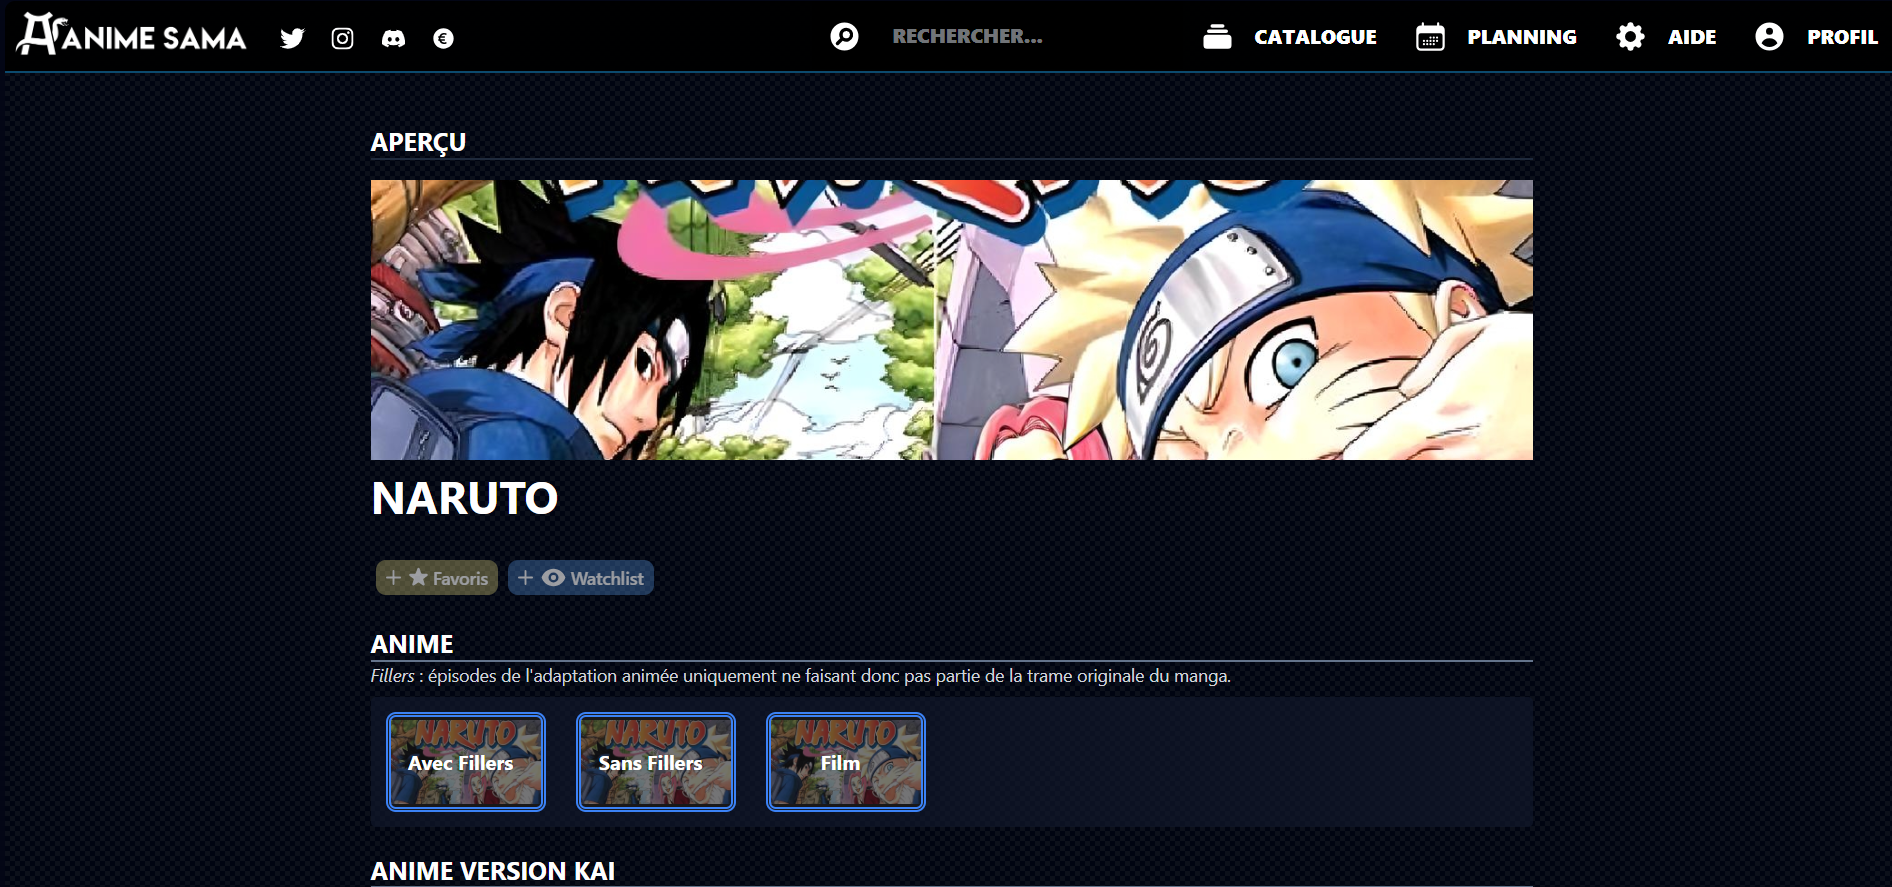 ANIME SAMA
RECHERCHER...
CATALOGUE
PLANNING
AIDE
PROFIL
APERÇU
NARUTO
+ Favoris
+ Watchlist
ANIME
Fillers : épisodes de l'adaptation animée uniquement ne faisant donc pas partie de la trame originale du manga.
NARUTO
Avec Fillers
NARUTO
Sans Fillers
NARUTO
Film
ANIME VERSION KAI